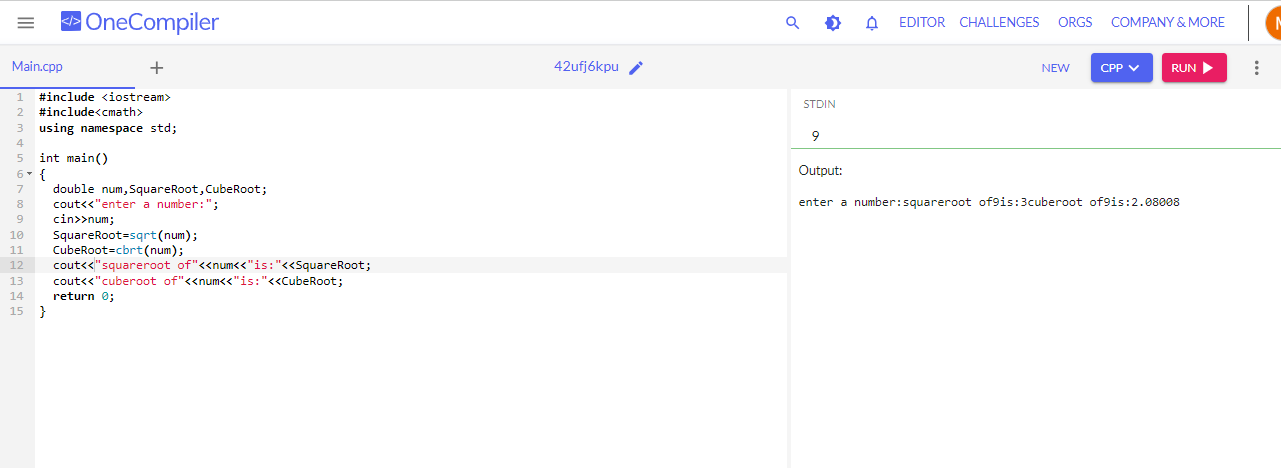 </> OneCompiler
EDITOR CHALLENGES ORGS COMPANY & MORE
M
Main.cpp
42ufj6kpu
NEW CPP RUN
1 #include <iostream>
2 #include<cmath>
3 using namespace std;
4
5 int main()
6 {
7 double num,SquareRoot,CubeRoot;
8 cout<<"enter a number:";
9 cin>>num;
10 SquareRoot=sqrt(num);
11 CubeRoot=cbrt(num);
12 cout<<"squareroot of"<<num<<"is:"<<SquareRoot;
13 cout<<"cuberoot of"<<num<<"is:"<<CubeRoot;
14 return 0;
15 }
STDIN
9
Output:
enter a number:squareroot of9is:3cuberoot of9is:2.08008